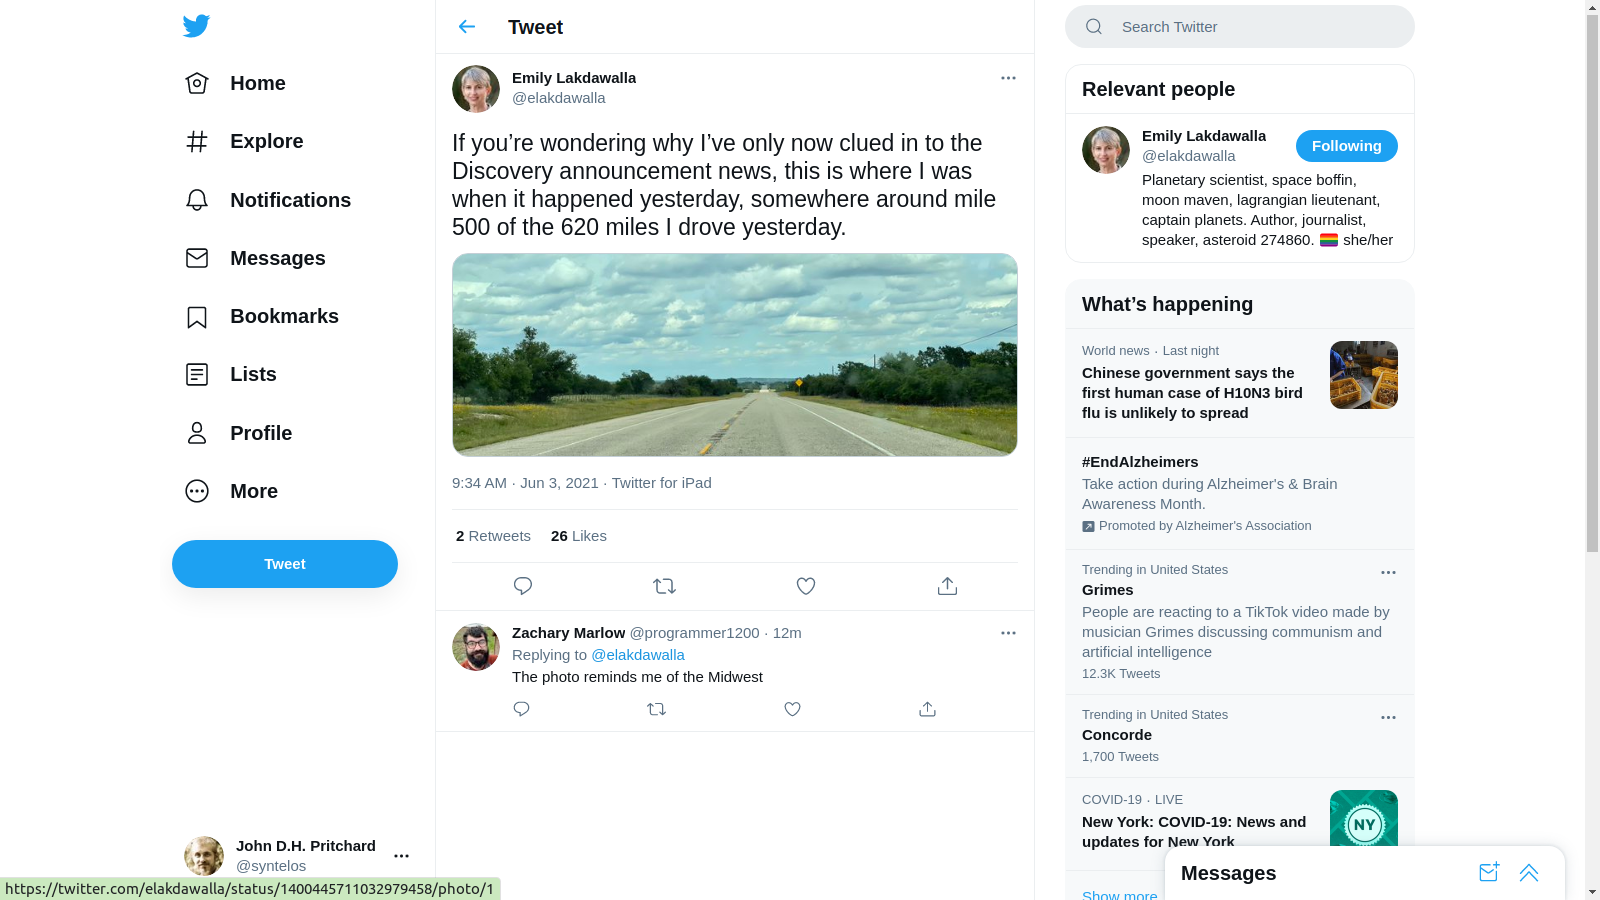 Home
Explore
Notifications
Messages
Bookmarks
Lists
Profile
More
Tweet
John D.H. Pritchard
@syntelos
https://twitter.com/elakdawalla/status/1400445711032979458/photo/1
Tweet
Emily Lakdawalla
@elakdawalla
If you’re wondering why I’ve only now clued in to the
Discovery announcement news, this is where I was
when it happened yesterday, somewhere around mile
500 of the 620 miles I drove yesterday.
9:34 AM · Jun 3, 2021 · Twitter for iPad
2 Retweets 26 Likes
Zachary Marlow @programmer1200 · 12m
Replying to @elakdawalla
The photo reminds me of the Midwest
Search Twitter
Relevant people
Emily Lakdawalla
@elakdawalla
Following
Planetary scientist, space boffin,
moon maven, lagrangian lieutenant,
captain planets. Author, journalist,
speaker, asteroid 274860. she/her
What’s happening
World news · Last night
Chinese government says the
first human case of H10N3 bird
flu is unlikely to spread
#EndAlzheimers
Take action during Alzheimer's & Brain
Awareness Month.
Promoted by Alzheimer's Association
Trending in United States
Grimes
People are reacting to a TikTok video made by
musician Grimes discussing communism and
artificial intelligence
12.3K Tweets
Trending in United States
Concorde
1,700 Tweets
COVID-19 · LIVE
New York: COVID-19: News and
updates for New York
NY
Show more
Messages